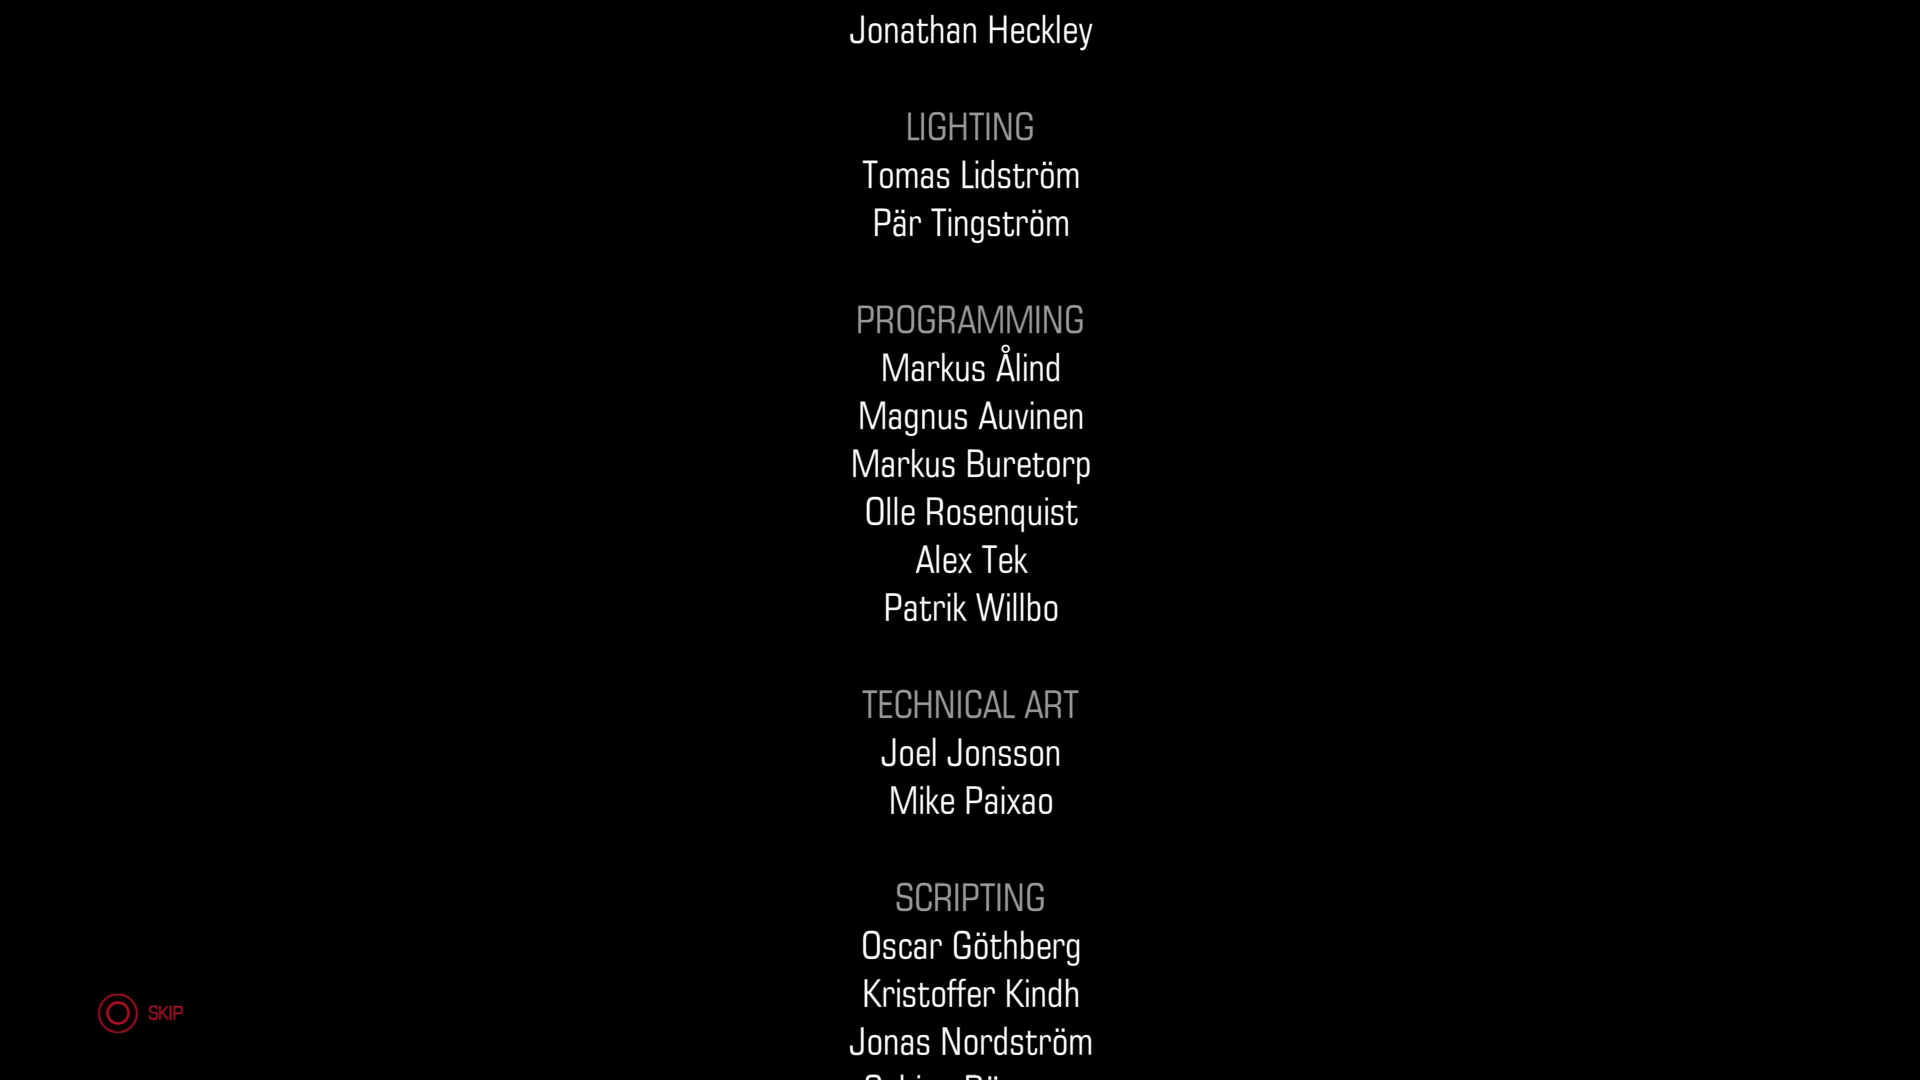 Jonathan Heckley
LIGHTING
Tomas Lidström
Pär Tingström
PROGRAMMING
Markus Ålind
Magnus Auvinen
Markus Buretorp
Olle Rosenquist
Alex Tek
Patrik Willbo
TECHNICAL ART
Joel Jonsson
Mike Paixao
SCRIPTING
Oscar Göthberg
Kristoffer Kindh
Jonas Nordström
SKIP